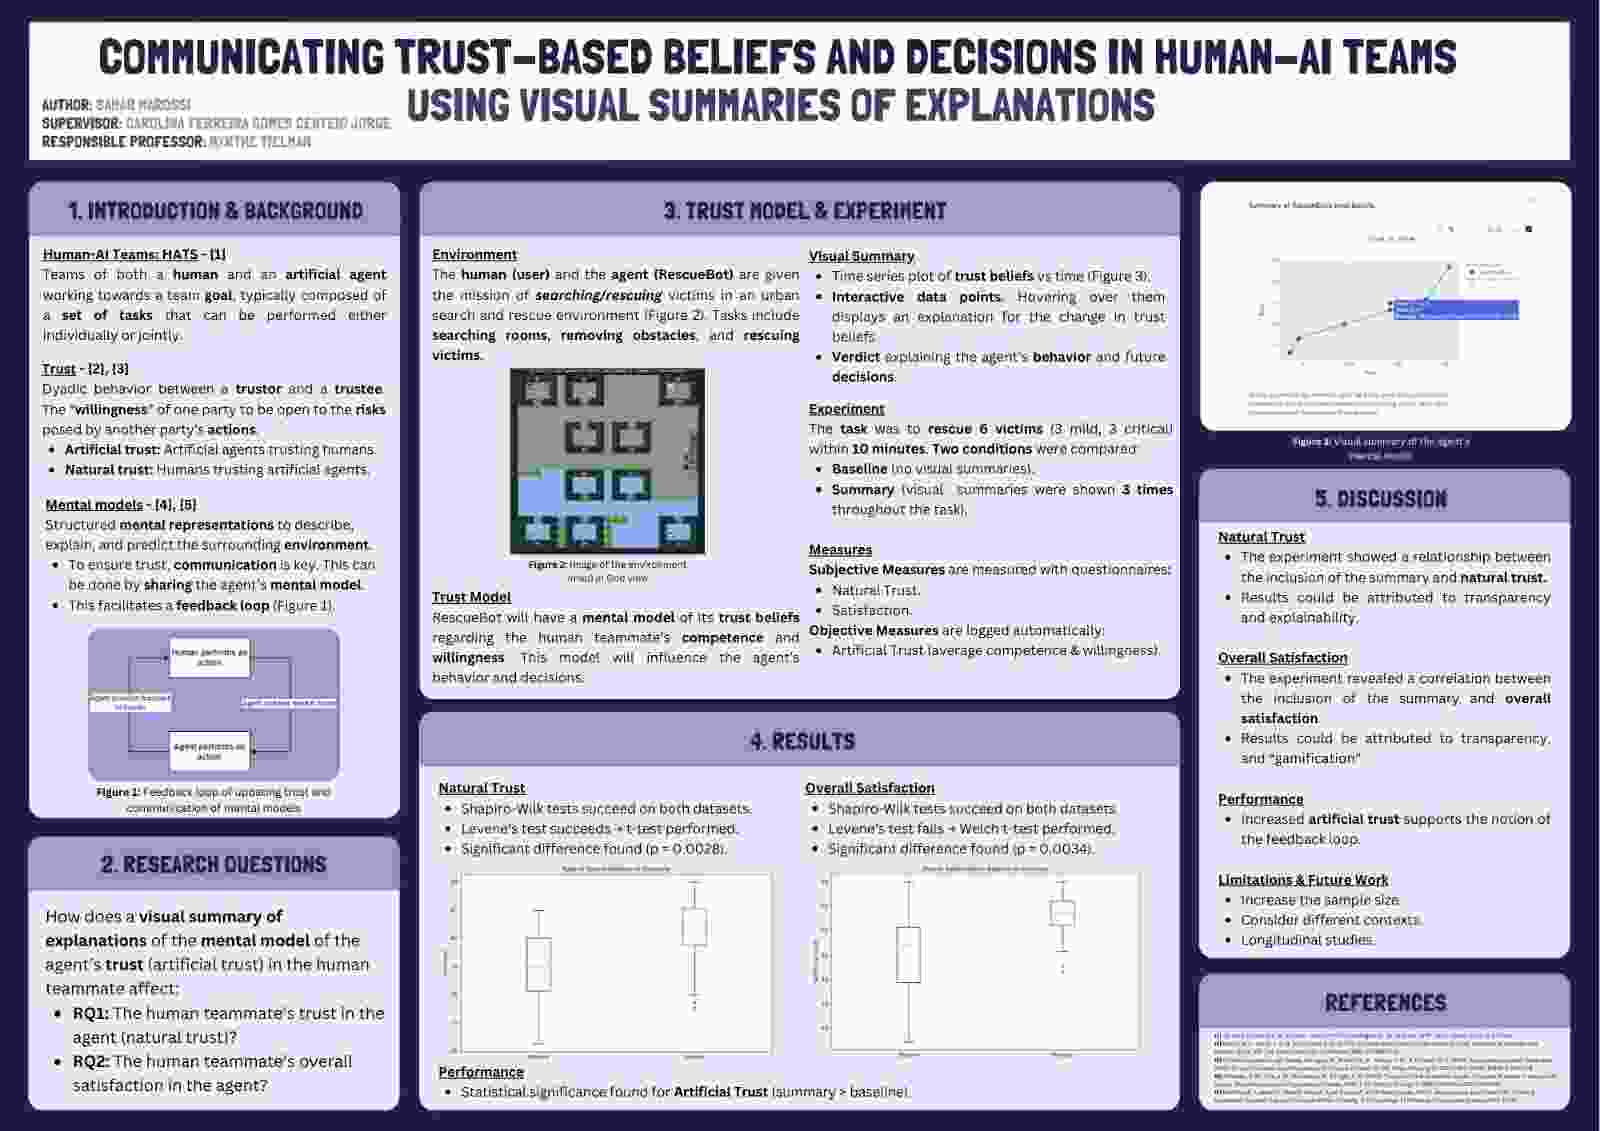 COMMUNICATING TRUST-BASED BELIEFS AND DECISIONS IN HUMAN-AI TEAMS
USING VISUAL SUMMARIES OF EXPLANATIONS
AUTHOR:
SUPERVISOR: CAROLINA FERREIRA GOMES CENTEIO JORGE
RESPONSIBLE PROFESSOR: MYRTHE TIELMAN
1. INTRODUCTION & BACKGROUND
Human-AI Teams: HATS - [1]
Teams of both a human and an artificial agent
working towards a team goal, typically composed of
a set of tasks that can be performed either
individually or jointly.
Trust - [2], [3]
Dyadic behavior between a trustor and a trustee.
The "willingness" of one party to be open to the risks
posed by another party's actions.
• Artificial trust: Artificial agents trusting humans.
• Natural trust: Humans trusting artificial agents.
Mental models - [4], [5]
Structured mental representations to describe,
explain, and predict the surrounding environment.
• To ensure trust, communication is key. This can
be done by sharing the agent's mental model.
• This facilitates a feedback loop (Figure 1).
Human performs an
action
Agent performs an
action
Figure 1: Feedback loop of updating trust and
communication of mental models
2. RESEARCH QUESTIONS
How does a visual summary of
explanations of the mental model of the
agent's trust (artificial trust) in the human
teammate affect:
• RQ1: The human teammate's trust in the
agent (natural trust)?
• RQ2: The human teammate's overall
satisfaction in the agent?
3. TRUST MODEL & EXPERIMENT
Environment
The human (user) and the agent (RescueBot) are given
the mission of searching/rescuing victims in an urban
search and rescue environment (Figure 2). Tasks include
searching rooms, removing obstacles, and rescuing
victims.
Figure 2: Image of the environment
used in God view
Trust Model
RescueBot will have a mental model of its trust beliefs
regarding the human teammate's competence and
willingness. This model will influence the agent's
behavior and decisions.
Visual Summary
• Time series plot of trust beliefs vs time (Figure 3).
• Interactive data points. Hovering over them
displays an explanation for the change in trust
beliefs.
• Verdict explaining the agent's behavior and future
decisions.
Experiment
The task was to rescue 6 victims (3 mild, 3 critical)
within 10 minutes. Two conditions were compared:
• Baseline (no visual summaries).
• Summary (visual summaries were shown 3 times
throughout the task).
Measures
Subjective Measures are measured with questionnaires:
• Natural Trust.
• Satisfaction.
Objective Measures are logged automatically:
• Artificial Trust (average competence & willingness).
4. RESULTS
Natural Trust
• Shapiro-Wilk tests succeed on both datasets.
• Levene's test succeeds → t-test performed.
• Significant difference found (p = 0.0028).
Overall Satisfaction
• Shapiro-Wilk tests succeed on both datasets.
• Levene's test fails → Welch t-test performed.
• Significant difference found (p = 0.0034).
Performance
• Statistical significance found for Artificial Trust (summary > baseline).
Summary of RescueBot's trust beliefs
Figure 3: Visual summary of the agent's
mental model
5. DISCUSSION
Natural Trust
• The experiment showed a relationship between
the inclusion of the summary and natural trust.
• Results could be attributed to transparency
and explainability.
Overall Satisfaction
• The experiment revealed a correlation between
the inclusion of the summary and overall
satisfaction.
• Results could be attributed to transparency,
and "gamification"
Performance
• Increased artificial trust supports the notion of
the feedback loop.
Limitations & Future Work
• Increase the sample size.
• Consider different contexts.
• Longitudinal studies.
REFERENCES